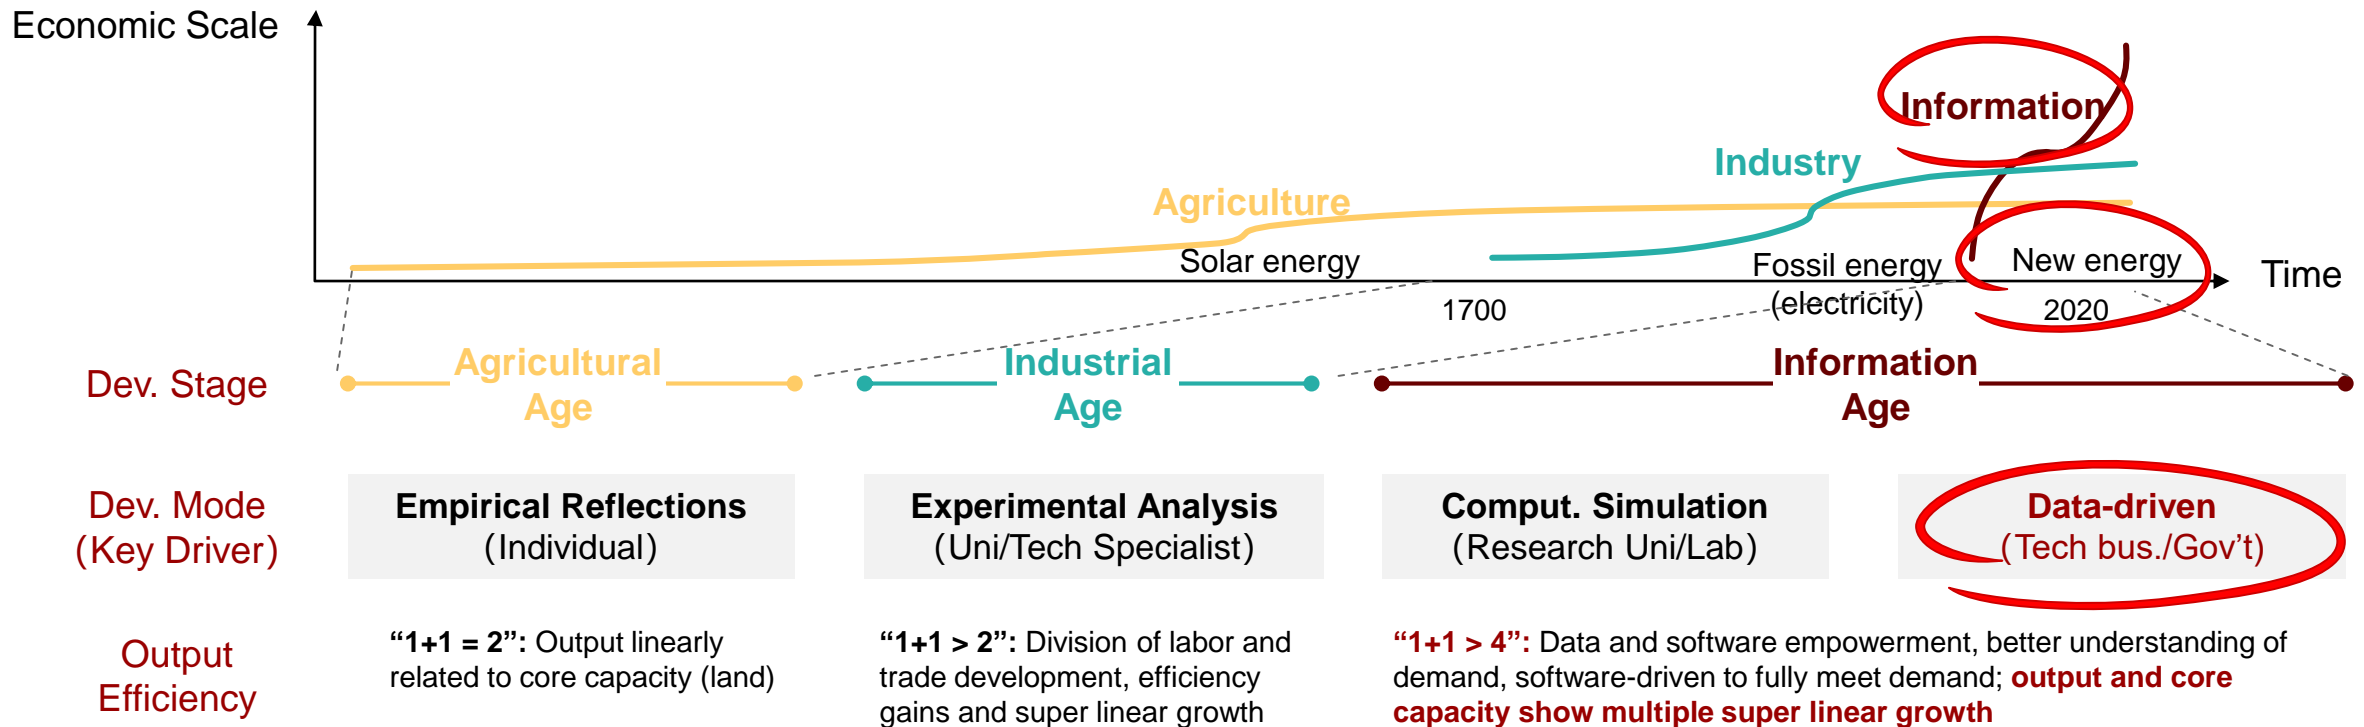 Economic Scale
Information
Industry
Agriculture
Solar energy
Fossil energy
(electricity)
New energy
Time
1700
2020
Dev. Stage
Agricultural
Age
Industrial
Age
Information
Age
Dev. Mode
(Key Driver)
Empirical Reflections
(Individual)
Experimental Analysis
(Uni/Tech Specialist)
Comput. Simulation
(Research Uni/Lab)
Data-driven
(Tech bus./Gov’t)
Output
Efficiency
“1+1 = 2”: Output linearly
related to core capacity (land)
“1+1 > 2”: Division of labor and
trade development, efficiency
gains and super linear growth
“1+1 > 4”: Data and software empowerment, better understanding of
demand, software-driven to fully meet demand; output and core
capacity show multiple super linear growth